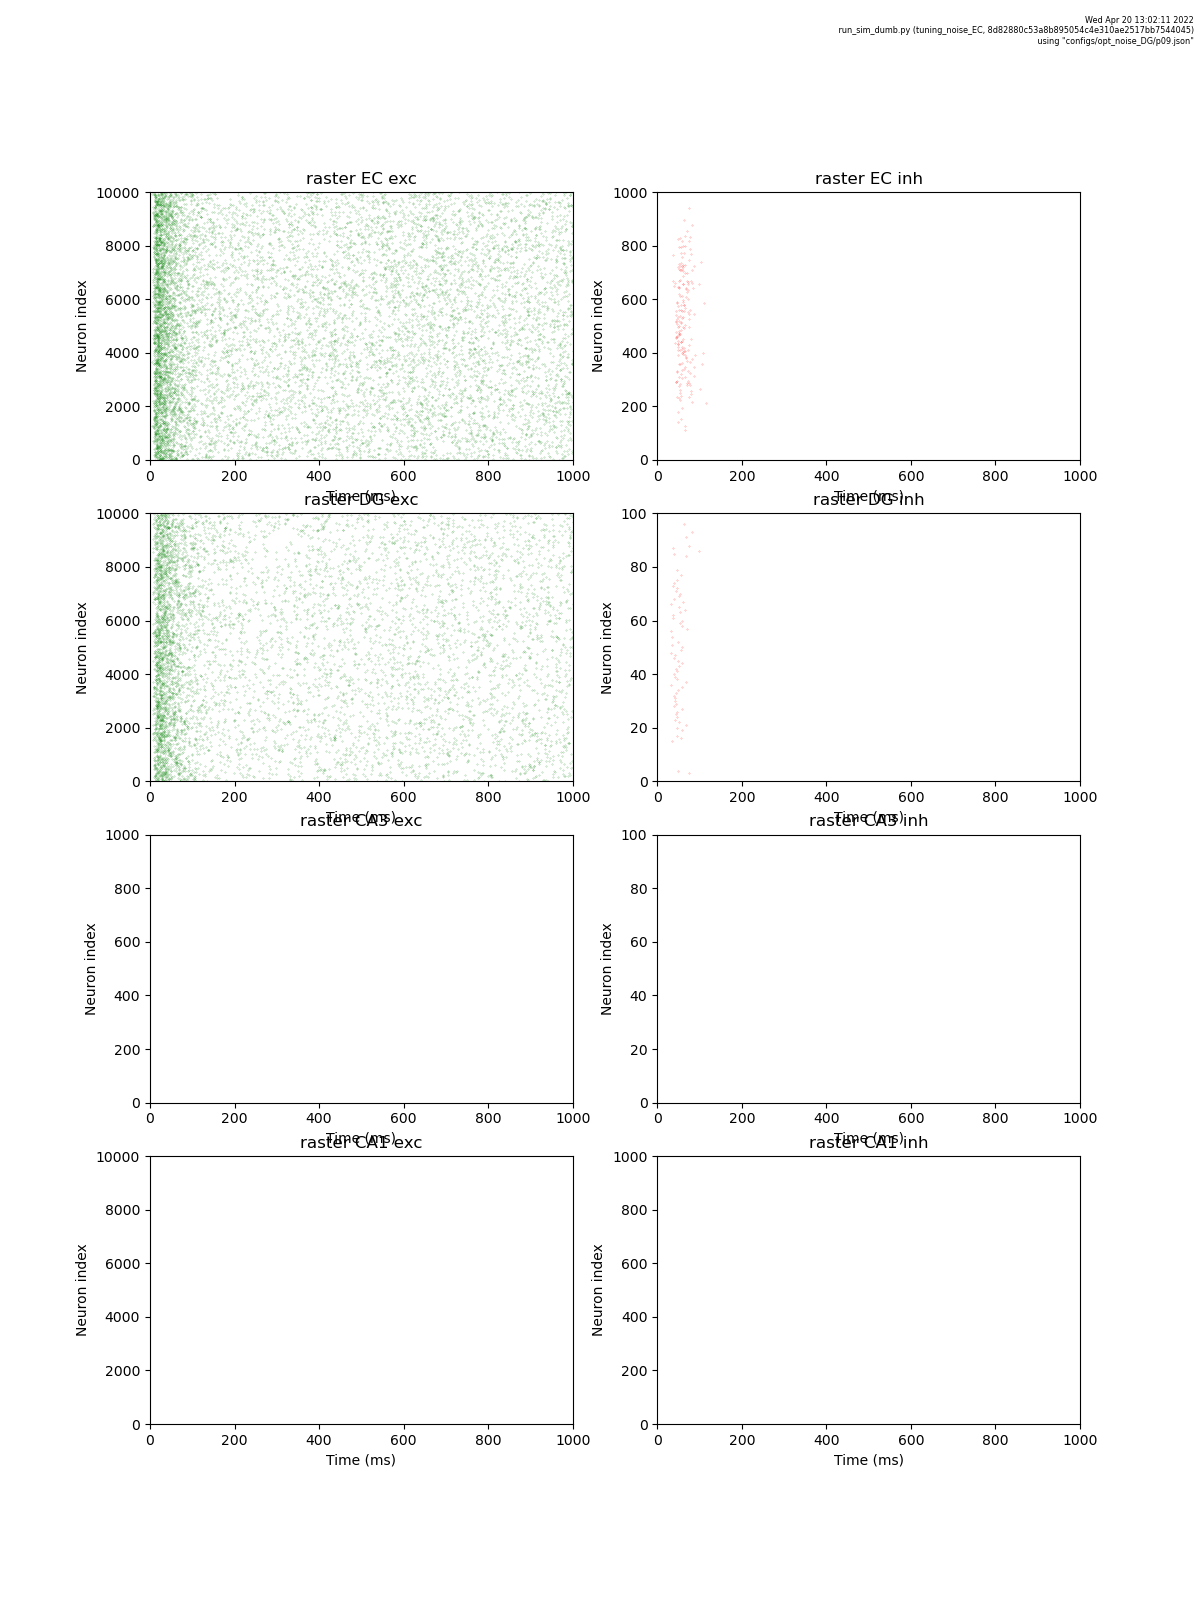 Wed Apr 20 13:02:11 2022
run_sim_dumb.py (tuning_noise_EC, 8d82880c53a8b895054c4e310ae2517bb7544045)
using "configs/opt_noise_DG/p09.json"
raster EC exc
10000
8000
6000
4000
2000
0
Neuron index
0 200 400 600 800 1000
Time (ms)
raster EC inh
1000
800
600
400
200
0
Neuron index
0 200 400 600 800 1000
Time (ms)
raster DG exc
10000
8000
6000
4000
2000
0
Neuron index
0 200 400 600 800 1000
Time (ms)
raster DG inh
100
80
60
40
20
0
Neuron index
0 200 400 600 800 1000
Time (ms)
raster CA3 exc
1000
800
600
400
200
0
Neuron index
0 200 400 600 800 1000
Time (ms)
raster CA3 inh
100
80
60
40
20
0
Neuron index
0 200 400 600 800 1000
Time (ms)
raster CA1 exc
10000
8000
6000
4000
2000
0
Neuron index
0 200 400 600 800 1000
Time (ms)
raster CA1 inh
1000
800
600
400
200
0
Neuron index
0 200 400 600 800 1000
Time (ms)